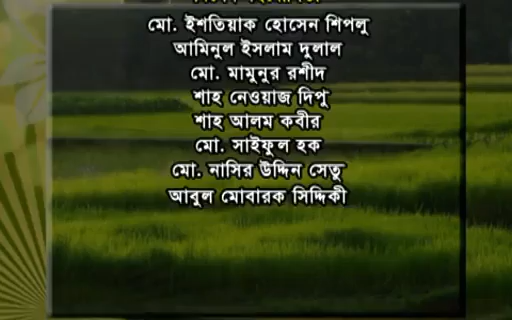 মো. ইশতিয়াক হোসেন শিপলু
আমিনুল ইসলাম দুলাল
মো. মামুনুর রশীদ
শাহ নেওয়াজ দিপু
শাহ আলম কবীর
মো. সাইফুল হক
মো. নাসির উদ্দিন সেতু
আবুল মোবারক সিদ্দিকী